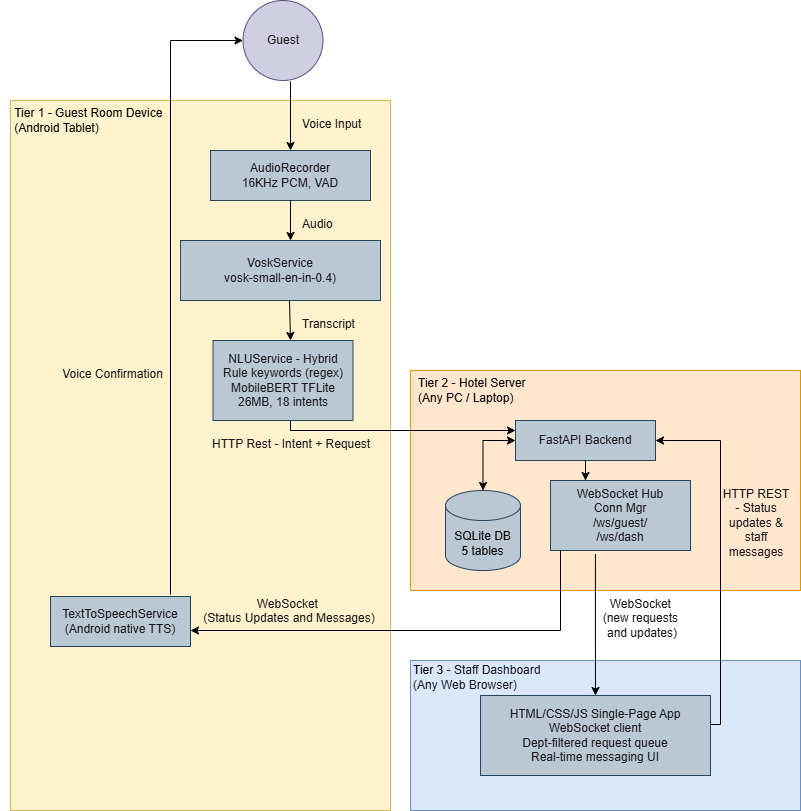 Guest
Tier 1 - Guest Room Device
(Android Tablet)
Voice Input
AudioRecorder
16KHz PCM, VAD
Audio
VoskService
vosk-small-en-in-0.4)
Transcript
NLUService - Hybrid
Rule keywords (regex)
MobileBERT TFLite
26MB, 18 intents
Voice Confirmation
HTTP Rest - Intent + Request
Tier 2 - Hotel Server
(Any PC / Laptop)
FastAPI Backend
WebSocket Hub
Conn Mgr
/ws/guest/
/ws/dash
SQLite DB
5 tables
HTTP REST
- Status
updates &
staff
messages
TextToSpeechService
(Android native TTS)
WebSocket
(Status Updates and Messages)
WebSocket
(new requests
and updates)
Tier 3 - Staff Dashboard
(Any Web Browser)
HTML/CSS/JS Single-Page App
WebSocket client
Dept-filtered request queue
Real-time messaging UI